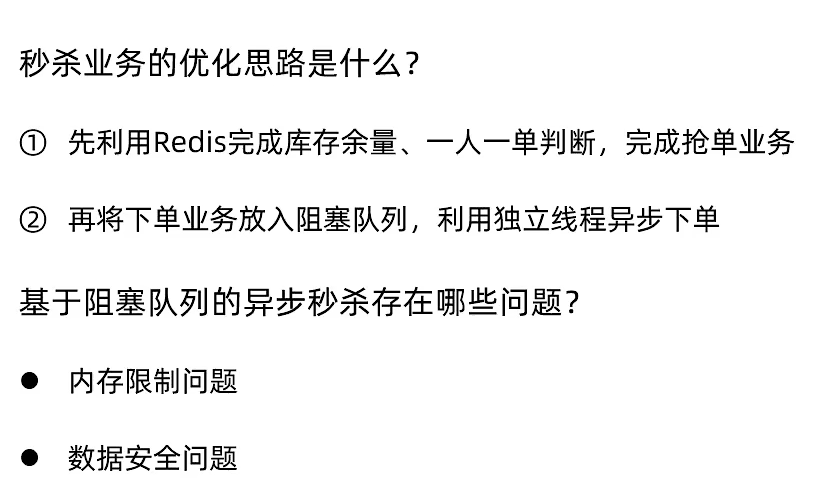 秒杀业务的优化思路是什么？
① 先利用Redis完成库存余量、一人一单判断，完成抢单业务
② 再将下单业务放入阻塞队列，利用独立线程异步下单
基于阻塞队列的异步秒杀存在哪些问题？
● 内存限制问题
● 数据安全问题